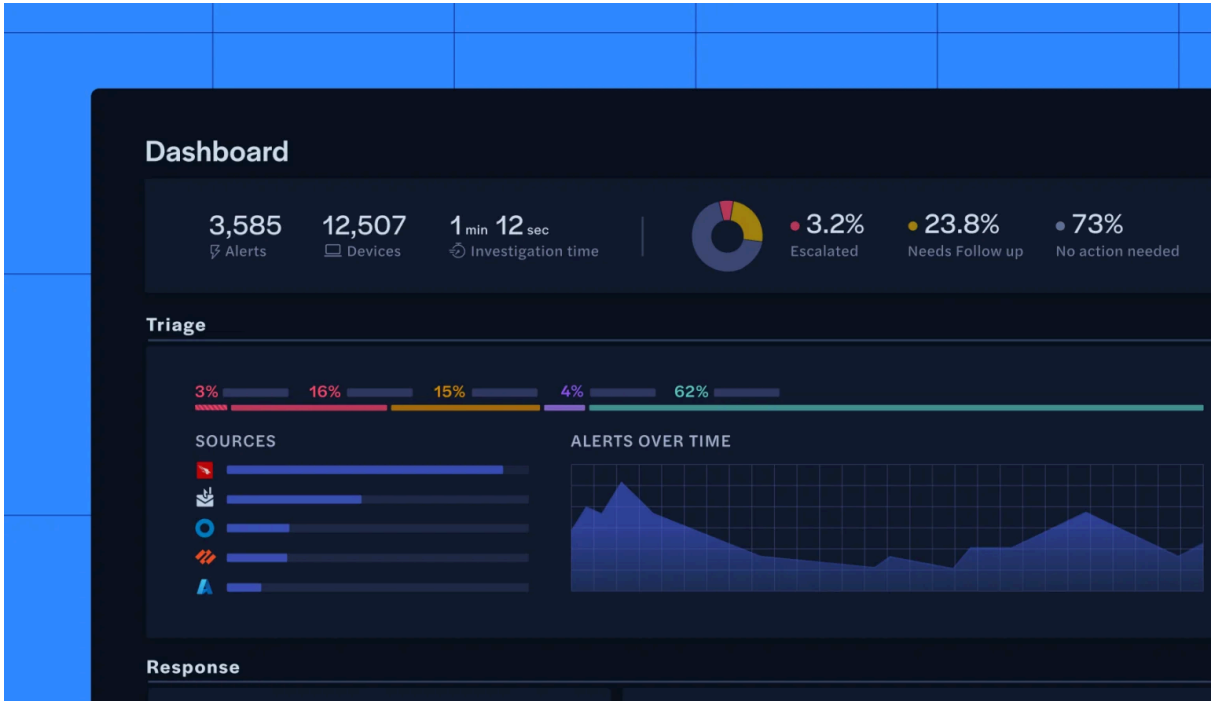 Dashboard
3,585
Alerts
12,507
Devices
1 min 12 sec
Investigation time
3.2%
Escalated
23.8%
Needs Follow up
73%
No action needed
Triage
3% 16% 15% 4% 62%
SOURCES
ALERTS OVER TIME
Response